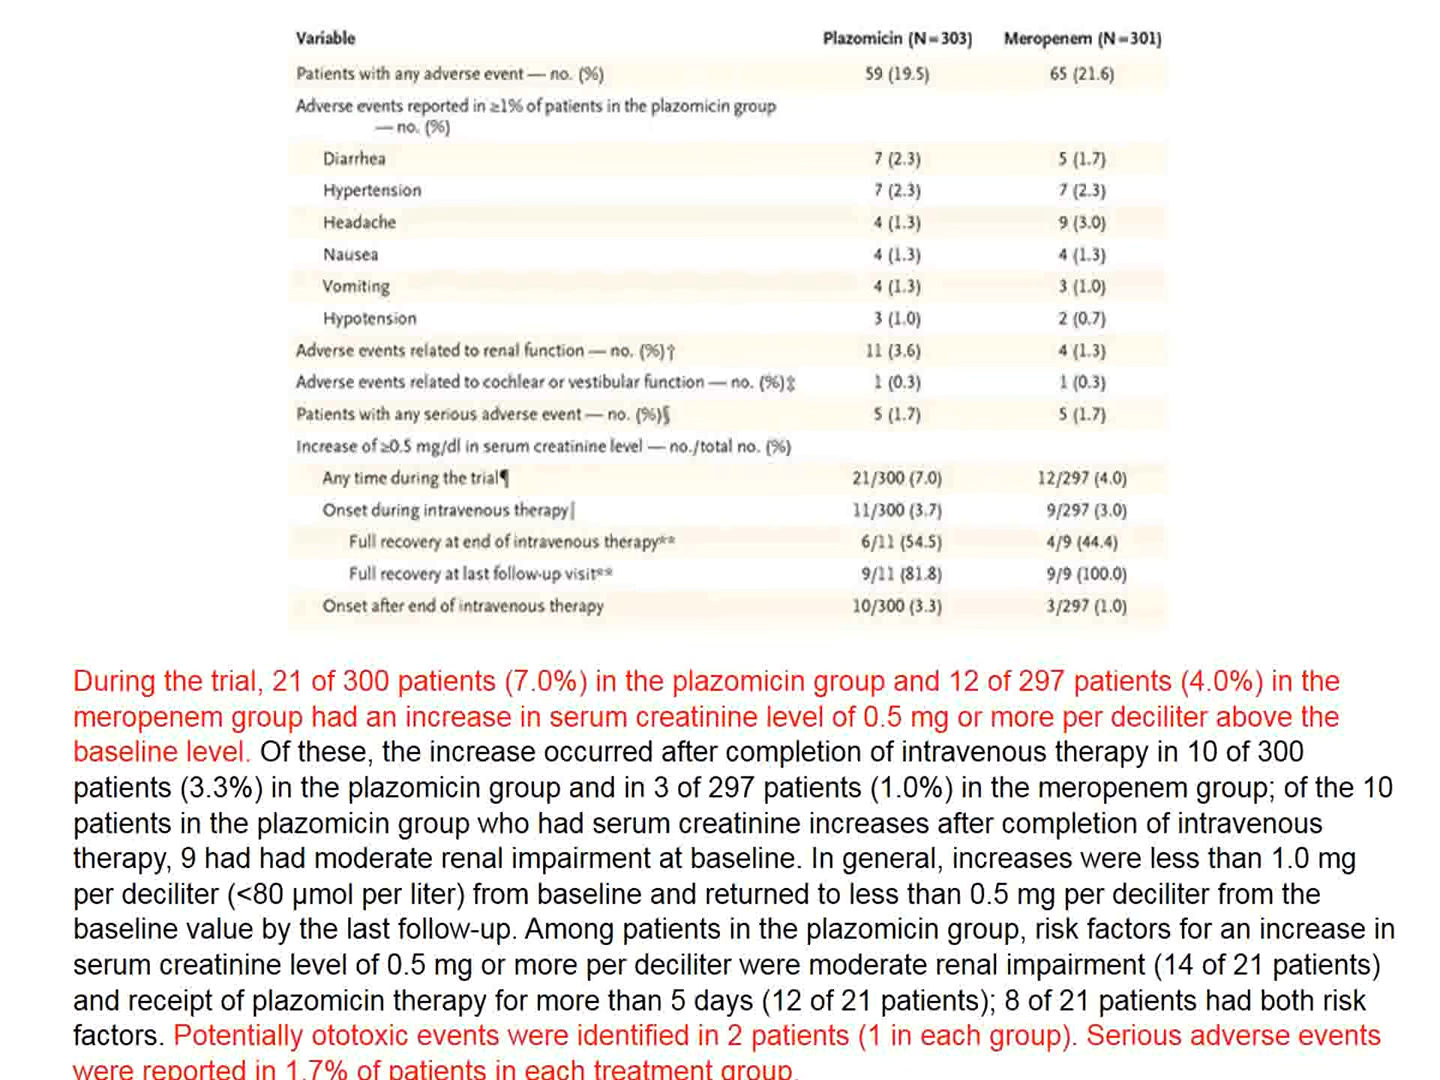 Variable Plazomicin (N=303) Meropenem (N=301)
Patients with any adverse event — no. (%) 59 (19.5) 65 (21.6)
Adverse events reported in ≥1% of patients in the plazomicin group
— no. (%)
Diarrhea 7 (2.3) 5 (1.7)
Hypertension 7 (2.3) 7 (2.3)
Headache 4 (1.3) 9 (3.0)
Nausea 4 (1.3) 4 (1.3)
Vomiting 4 (1.3) 3 (1.0)
Hypotension 3 (1.0) 2 (0.7)
Adverse events related to renal function — no. (%)† 11 (3.6) 4 (1.3)
Adverse events related to cochlear or vestibular function — no. (%)‡ 1 (0.3) 1 (0.3)
Patients with any serious adverse event — no. (%)§ 5 (1.7) 5 (1.7)
Increase of ≥0.5 mg/dl in serum creatinine level — no./total no. (%)
Any time during the trial¶ 21/300 (7.0) 12/297 (4.0)
Onset during intravenous therapy‖ 11/300 (3.7) 9/297 (3.0)
Full recovery at end of intravenous therapy** 6/11 (54.5) 4/9 (44.4)
Full recovery at last follow-up visit** 9/11 (81.8) 9/9 (100.0)
Onset after end of intravenous therapy 10/300 (3.3) 3/297 (1.0)
During the trial, 21 of 300 patients (7.0%) in the plazomicin group and 12 of 297 patients (4.0%) in the
meropenem group had an increase in serum creatinine level of 0.5 mg or more per deciliter above the
baseline level. Of these, the increase occurred after completion of intravenous therapy in 10 of 300
patients (3.3%) in the plazomicin group and in 3 of 297 patients (1.0%) in the meropenem group; of the 10
patients in the plazomicin group who had serum creatinine increases after completion of intravenous
therapy, 9 had had moderate renal impairment at baseline. In general, increases were less than 1.0 mg
per deciliter (<80 μmol per liter) from baseline and returned to less than 0.5 mg per deciliter from the
baseline value by the last follow-up. Among patients in the plazomicin group, risk factors for an increase in
serum creatinine level of 0.5 mg or more per deciliter were moderate renal impairment (14 of 21 patients)
and receipt of plazomicin therapy for more than 5 days (12 of 21 patients); 8 of 21 patients had both risk
factors. Potentially ototoxic events were identified in 2 patients (1 in each group). Serious adverse events
were reported in 1.7% of patients in each treatment group.